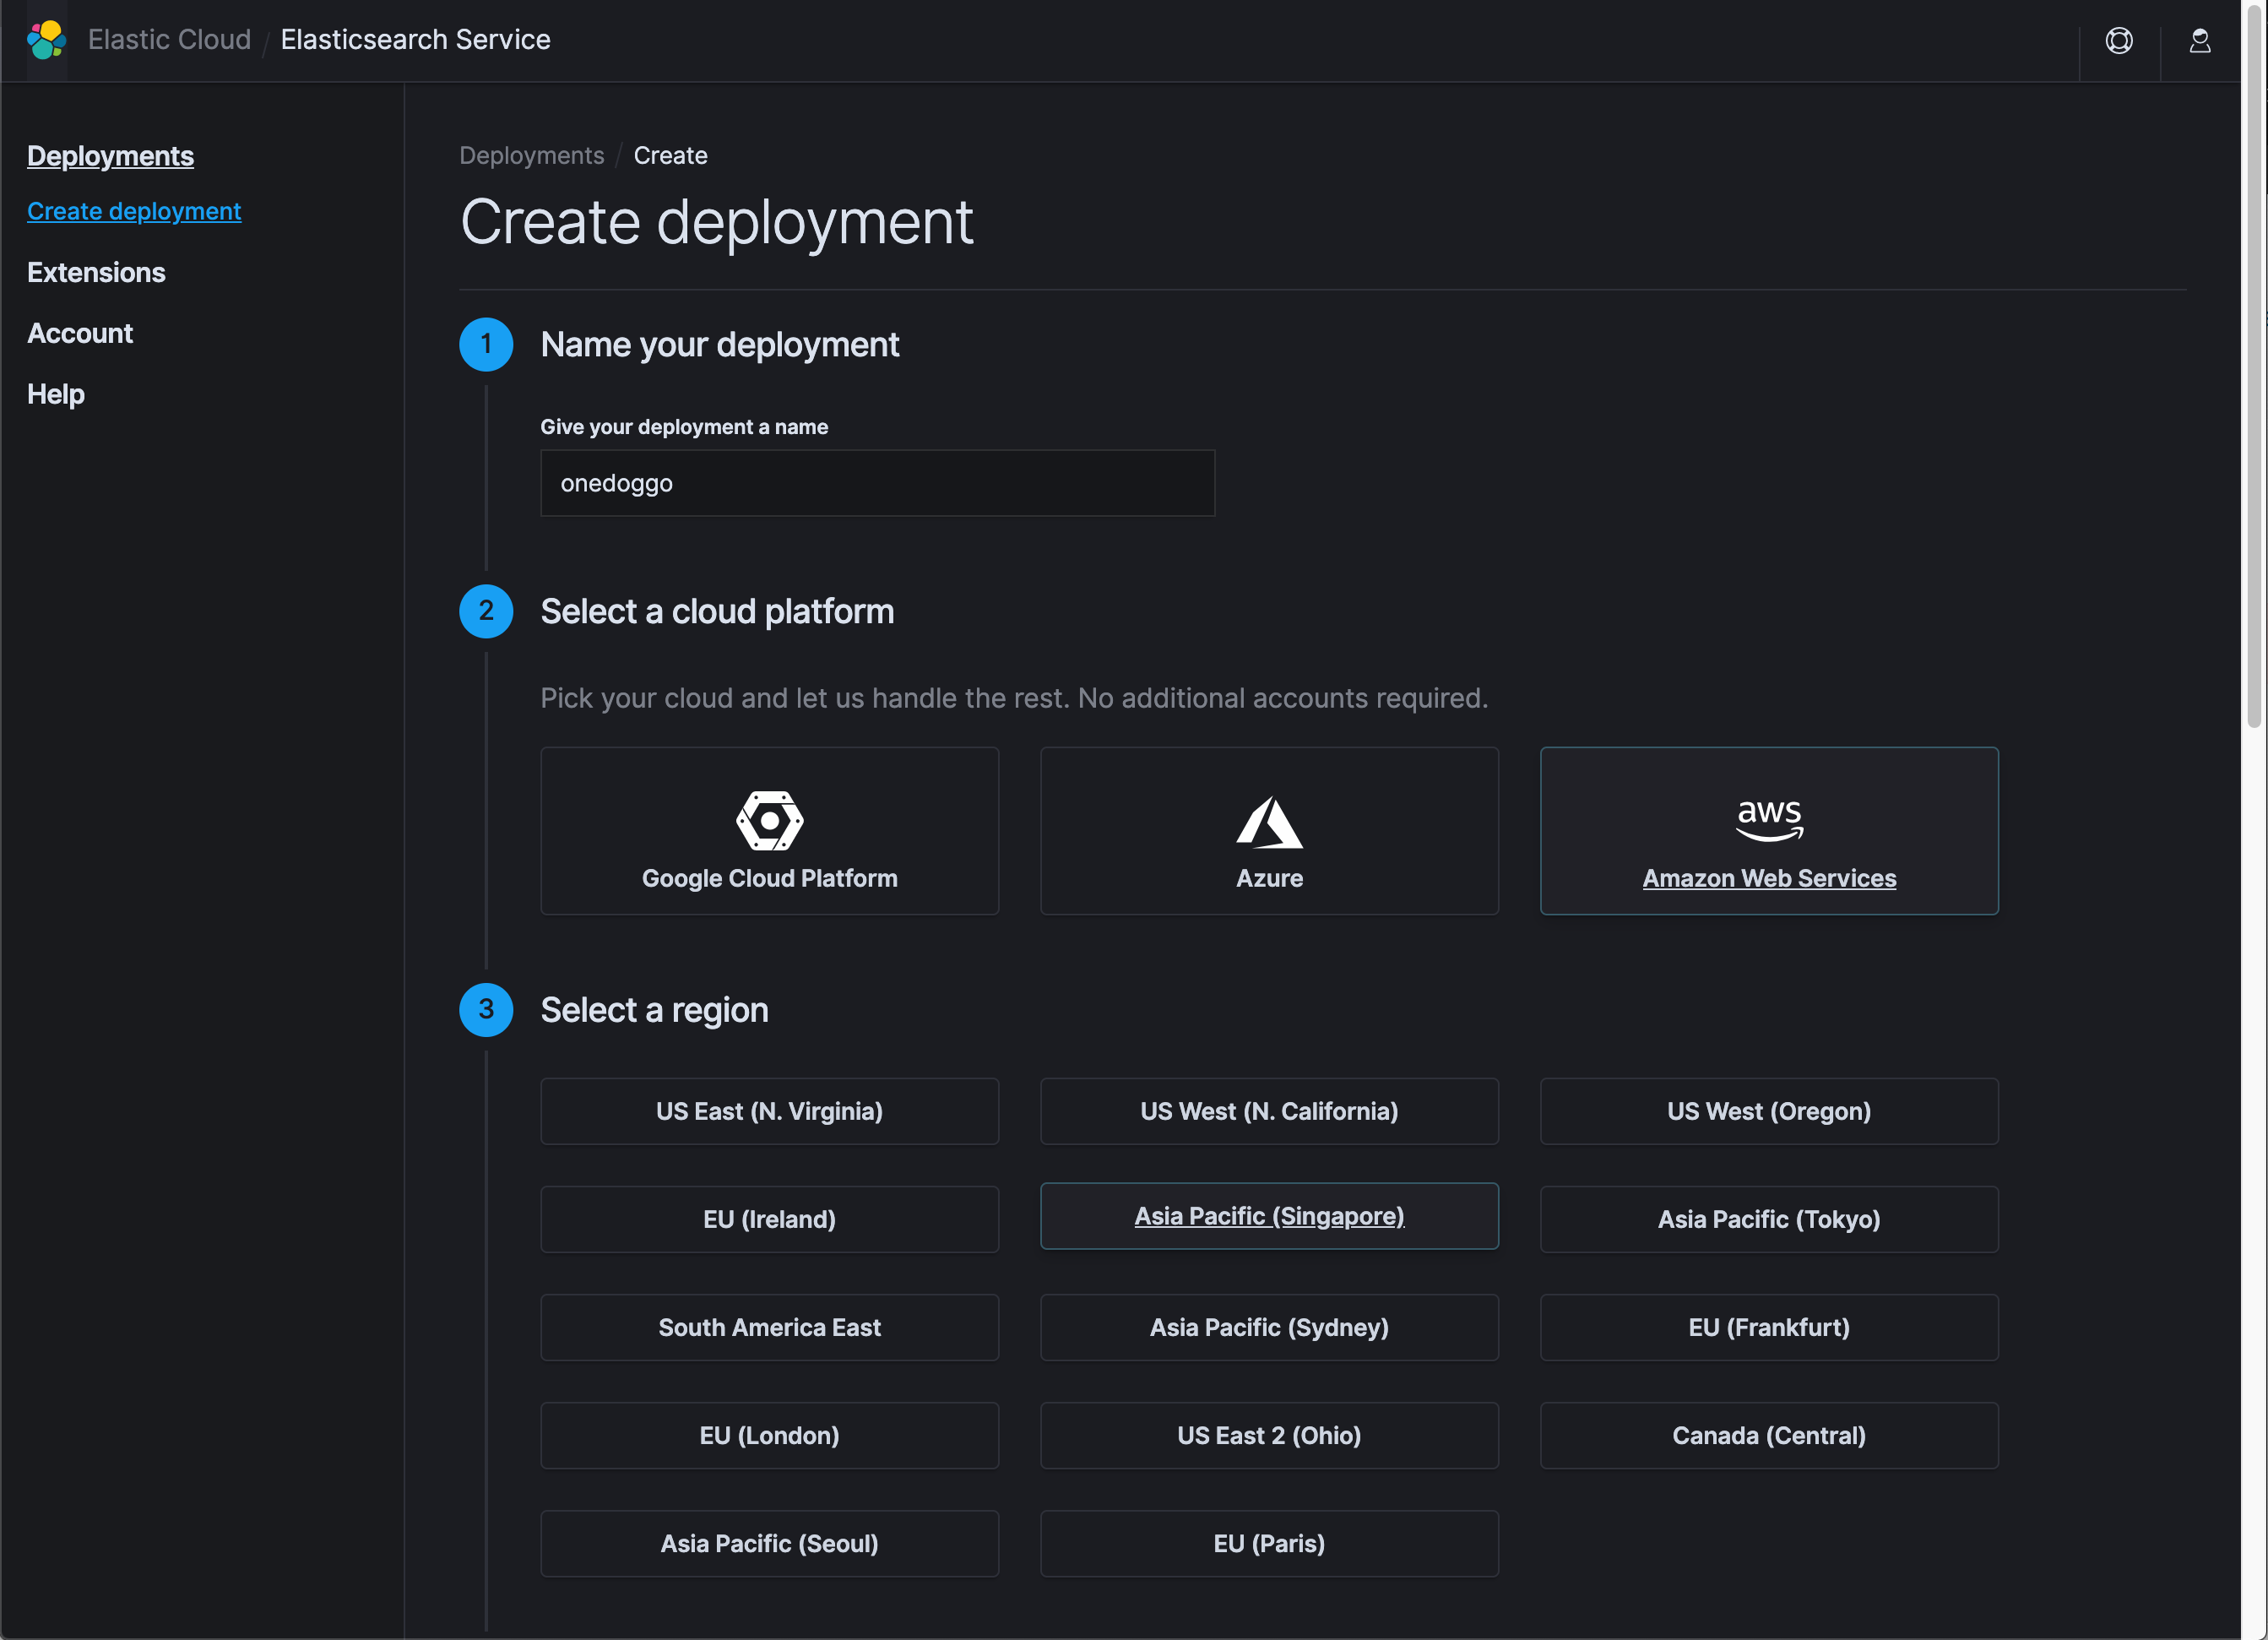 Elastic Cloud / Elasticsearch Service
Deployments
Create deployment
Extensions
Account
Help
Deployments / Create
Create deployment
1 Name your deployment
Give your deployment a name
onedoggo
2 Select a cloud platform
Pick your cloud and let us handle the rest. No additional accounts required.
Google Cloud Platform
Azure
aws
Amazon Web Services
3 Select a region
US East (N. Virginia)
US West (N. California)
US West (Oregon)
EU (Ireland)
Asia Pacific (Singapore)
Asia Pacific (Tokyo)
South America East
Asia Pacific (Sydney)
EU (Frankfurt)
EU (London)
US East 2 (Ohio)
Canada (Central)
Asia Pacific (Seoul)
EU (Paris)